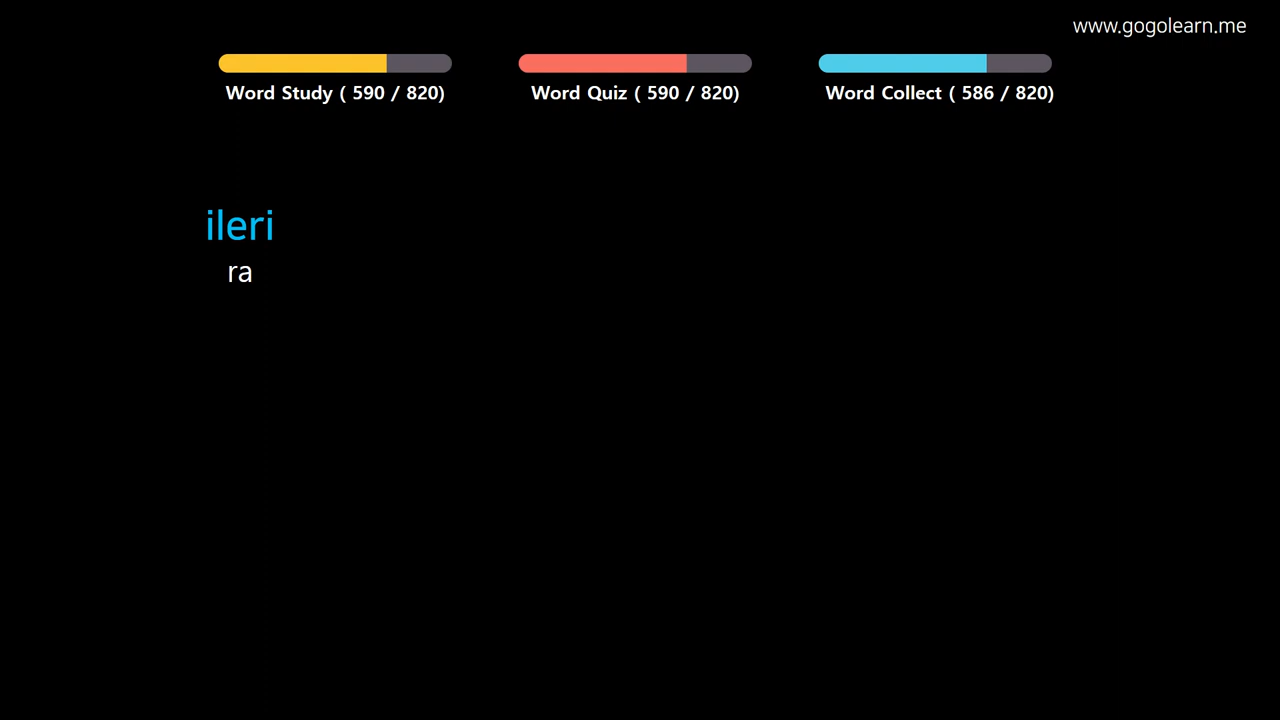 www.gogolearn.me
Word Study ( 590 / 820)
Word Quiz ( 590 / 820)
Word Collect ( 586 / 820)
ileri
ra